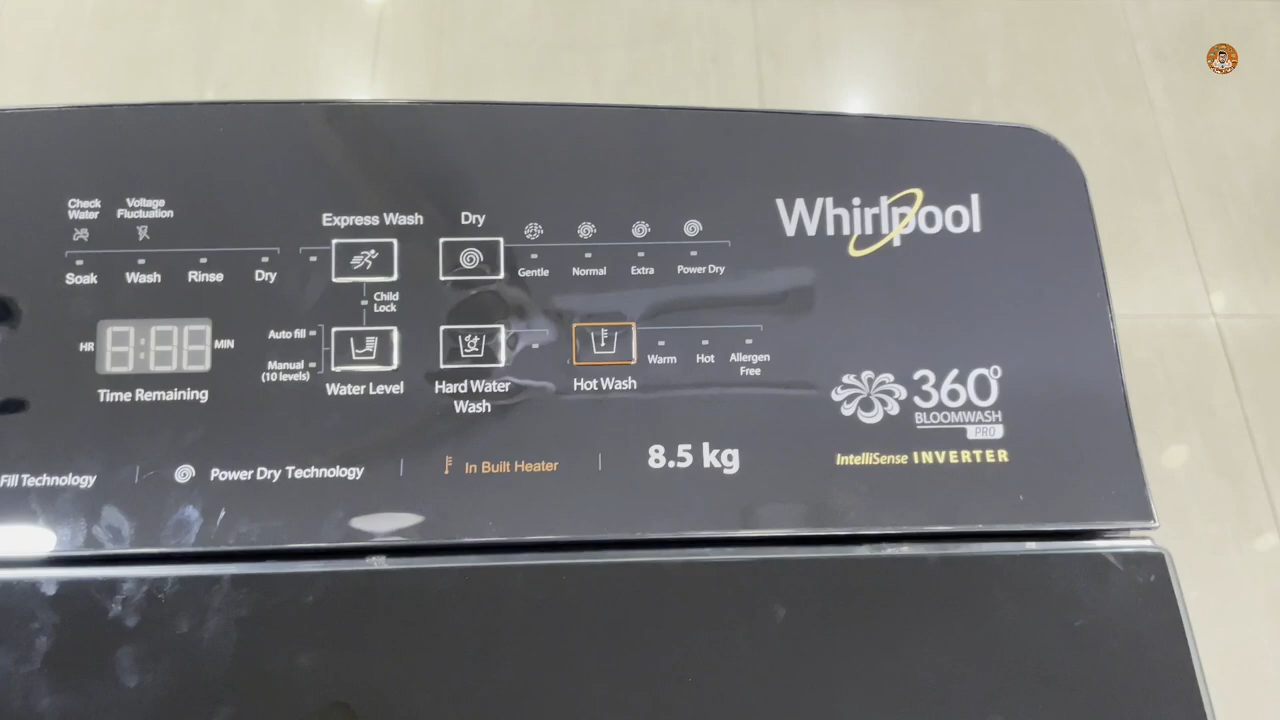 Check
Water
Voltage
Fluctuation
Express Wash
Dry
Whirlpool
Soak
Wash
Rinse
Dry
Gentle
Normal
Extra
Power Dry
Child
Lock
HR
8:88
MIN
Time Remaining
Auto fill
Manual
(10 levels)
Water Level
Hard Water
Wash
Hot Wash
Warm
Hot
Allergen
Free
360°
BLOOMWASH
PRO
IntelliSense INVERTER
Fill Technology
Power Dry Technology
In Built Heater
8.5 kg